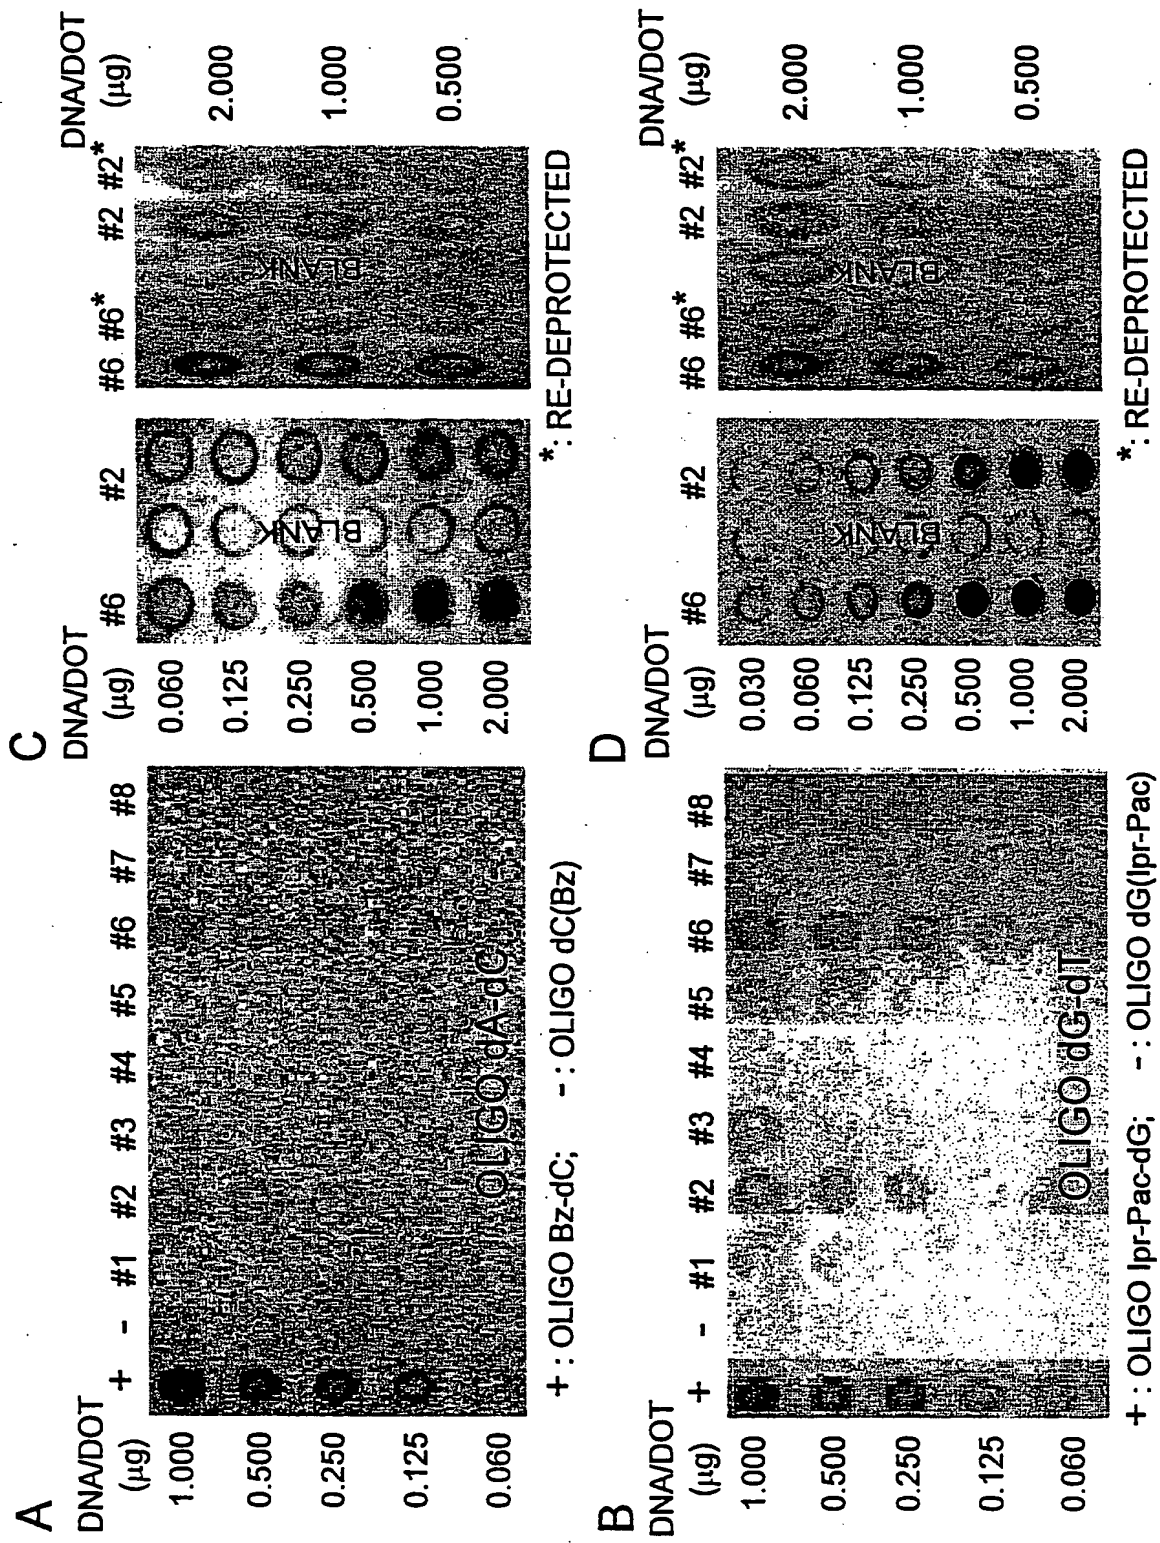 A
DNA/DOT
(µg)
+ - #1 #2 #3 #4 #5 #6 #7 #8
1.000
0.500
0.250
0.125
0.060
OLIGO dA-dC
+ : OLIGO Bz-dC; - : OLIGO dC(Bz)
B
DNA/DOT
(µg)
+ - #1 #2 #3 #4 #5 #6 #7 #8
1.000
0.500
0.250
0.125
0.060
OLIGO dG-dT
+ : OLIGO Ipr-Pac-dG; - : OLIGO dG(Ipr-Pac)
C
DNA/DOT
(µg)
#6 #2
0.060
0.125
0.250
0.500
1.000
2.000
BLANK
#6 #6* #2 #2*
DNA/DOT
(µg)
2.000
1.000
0.500
BLANK
*: RE-DEPROTECTED
D
DNA/DOT
(µg)
#6 #2
0.030
0.060
0.125
0.250
0.500
1.000
2.000
BLANK
#6 #6* #2 #2*
DNA/DOT
(µg)
2.000
1.000
0.500
BLANK
*: RE-DEPROTECTED